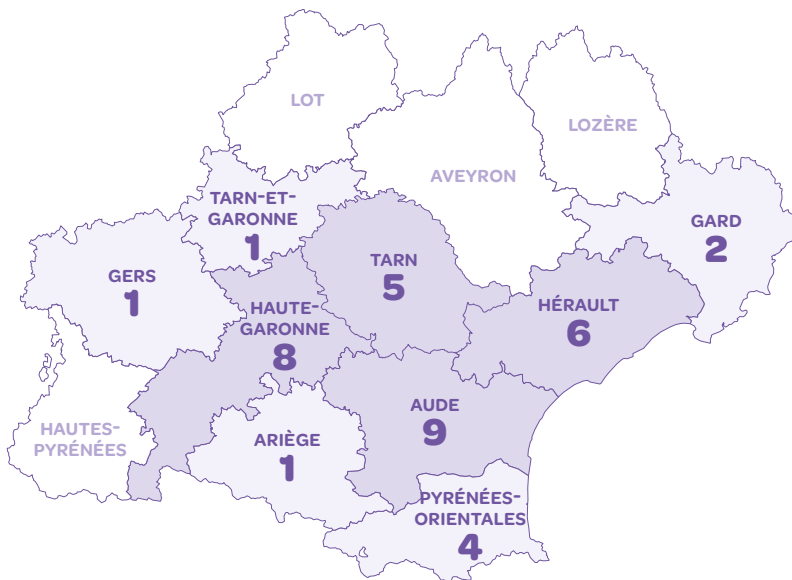 LOT
LOZÈRE
AVEYRON
TARN-ET-
GARONNE
1
GARD
2
TARN
5
GERS
1
HAUTE-
GARONNE
8
HÉRAULT
6
AUDE
9
HAUTES-
PYRÉNÉES
ARIÈGE
1
PYRÉNÉES-
ORIENTALES
4